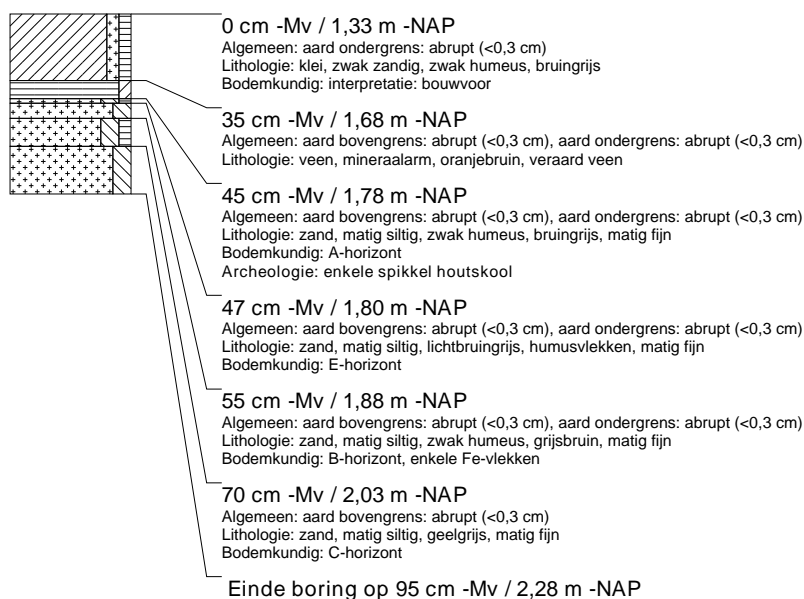 0 cm -Mv / 1,33 m -NAP
Algemeen: aard ondergrens: abrupt (<0,3 cm)
Lithologie: klei, zwak zandig, zwak humeus, bruingrijs
Bodemkundig: interpretatie: bouwvoor
35 cm -Mv / 1,68 m -NAP
Algemeen: aard bovengrens: abrupt (<0,3 cm), aard ondergrens: abrupt (<0,3 cm)
Lithologie: veen, mineraalarm, oranjebruin, veraard veen
45 cm -Mv / 1,78 m -NAP
Algemeen: aard bovengrens: abrupt (<0,3 cm), aard ondergrens: abrupt (<0,3 cm)
Lithologie: zand, matig siltig, zwak humeus, bruingrijs, matig fijn
Bodemkundig: A-horizont
Archeologie: enkele spikkel houtskool
47 cm -Mv / 1,80 m -NAP
Algemeen: aard bovengrens: abrupt (<0,3 cm), aard ondergrens: abrupt (<0,3 cm)
Lithologie: zand, matig siltig, lichtbruingrijs, humusvlekken, matig fijn
Bodemkundig: E-horizont
55 cm -Mv / 1,88 m -NAP
Algemeen: aard bovengrens: abrupt (<0,3 cm), aard ondergrens: abrupt (<0,3 cm)
Lithologie: zand, matig siltig, zwak humeus, grijsbruin, matig fijn
Bodemkundig: B-horizont, enkele Fe-vlekken
70 cm -Mv / 2,03 m -NAP
Algemeen: aard bovengrens: abrupt (<0,3 cm)
Lithologie: zand, matig siltig, geelgrijs, matig fijn
Bodemkundig: C-horizont
Einde boring op 95 cm -Mv / 2,28 m -NAP